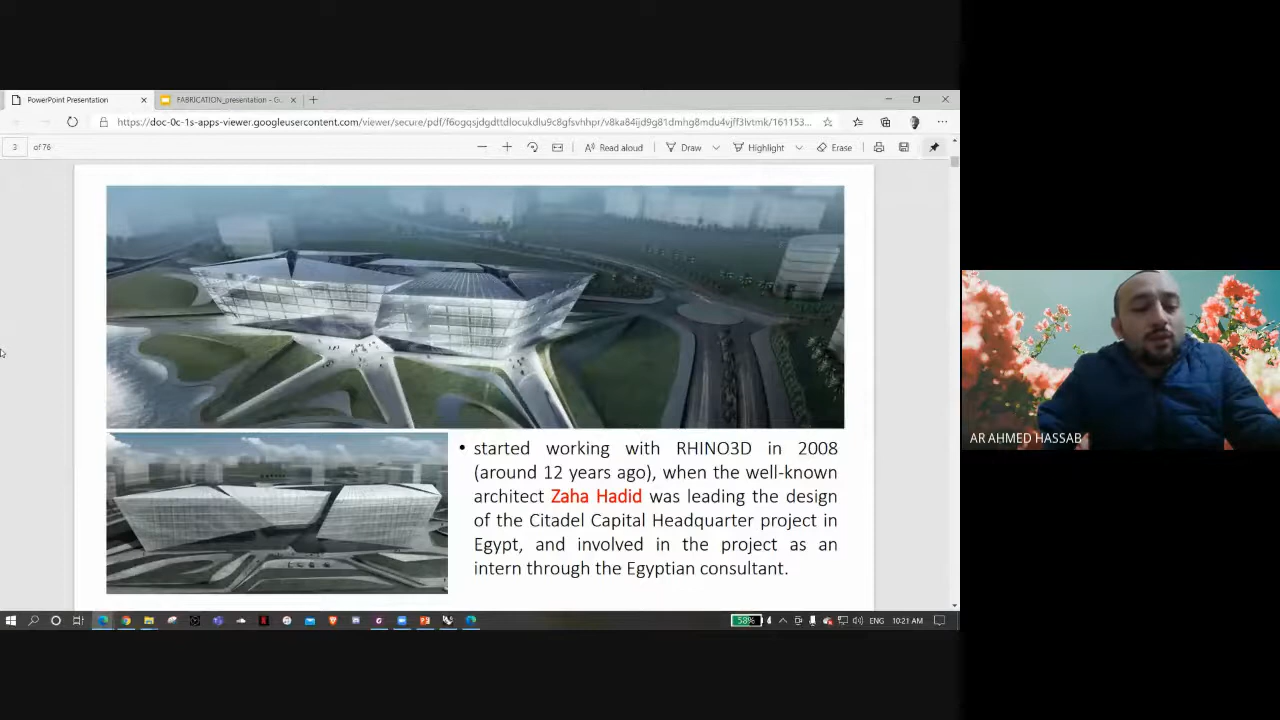 PowerPoint Presentation
FABRICATION_presentation - G
https://doc-0c-1s-apps-viewer.googleusercontent.com/viewer/secure/pdf/
3 of 76
Read aloud
Draw
Highlight
Erase
• started working with RHINO3D in 2008
(around 12 years ago), when the well-known
architect Zaha Hadid was leading the design
of the Citadel Capital Headquarter project in
Egypt, and involved in the project as an
intern through the Egyptian consultant.
AR AHMED HASSAB
58%
ENG
10:21 AM